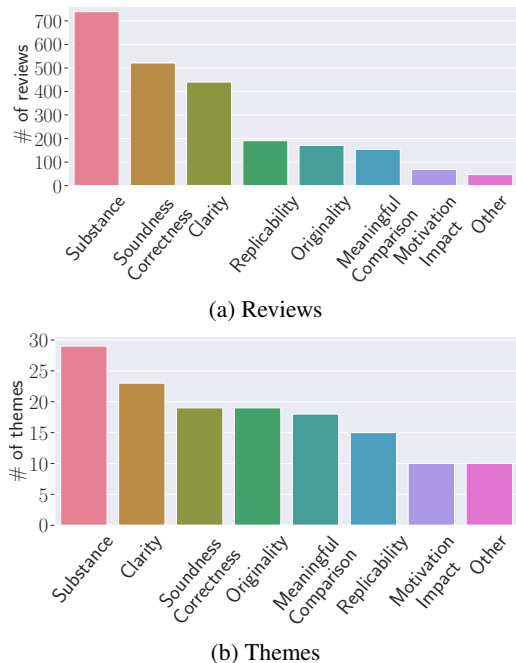 # of reviews
700
600
500
400
300
200
100
0
Substance
Soundness
Correctness
Clarity
Replicability
Originality
Meaningful
Comparison
Motivation
Impact
Other
(a) Reviews
# of themes
30
25
20
15
10
5
0
Substance
Clarity
Soundness
Correctness
Originality
Meaningful
Comparison
Replicability
Motivation
Impact
Other
(b) Themes